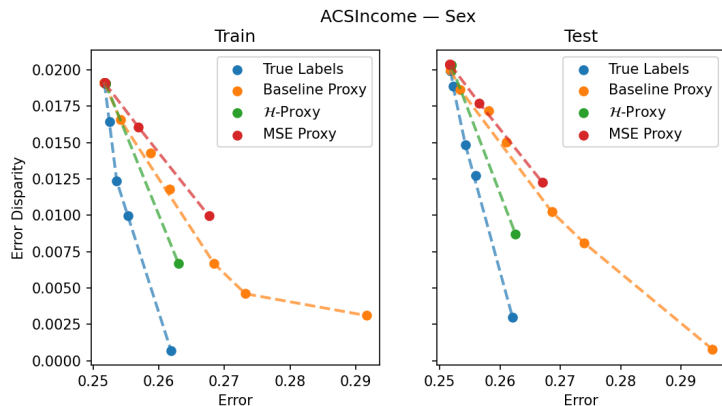 ACSIncome — Sex
Train
Test
Error Disparity
0.0200
0.0175
0.0150
0.0125
0.0100
0.0075
0.0050
0.0025
0.0000
True Labels
Baseline Proxy
ℋ-Proxy
MSE Proxy
True Labels
Baseline Proxy
ℋ-Proxy
MSE Proxy
0.25 0.26 0.27 0.28 0.29
0.25 0.26 0.27 0.28 0.29
Error
Error